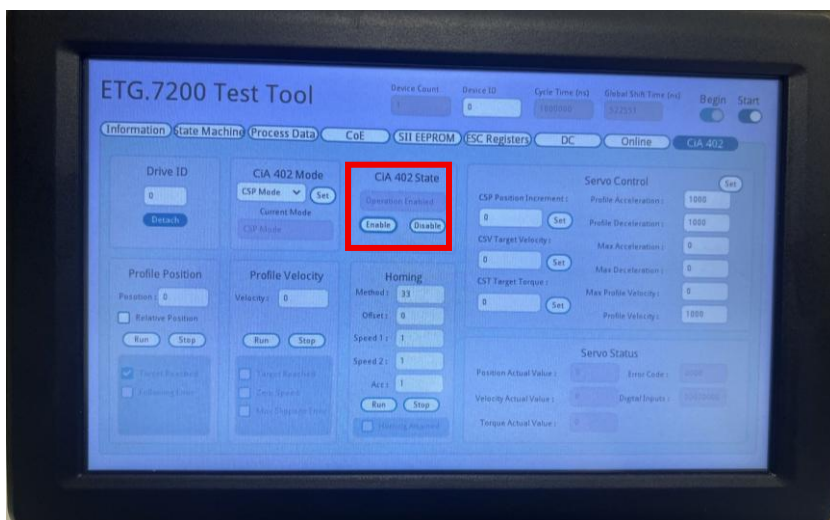 ETG.7200 Test Tool
Device Count
1
Device ID
0
Cycle Time (ns)
1000000
Global Shift Time (ns)
Begin
Start
Information
State Machine
Process Data
CoE
SII EEPROM
ESC Registers
DC
Online
CiA 402
Drive ID
0
Detach
CiA 402 Mode
CSP Mode
Set
Current Mode
CSP Mode
CiA 402 State
Operation Enabled
Enable
Disable
Servo Control
Set
CSP Position Increment :
0
Set
CSV Target Velocity :
0
Set
CST Target Torque :
0
Set
Profile Acceleration :
1000
Profile Deceleration :
1000
Max Acceleration :
0
Max Deceleration :
0
Max Profile Velocity :
0
Profile Velocity :
1000
Profile Position
Position :
0
Relative Position
Run
Stop
Target Reached
Following Error
Profile Velocity
Velocity :
0
Run
Stop
Target Reached
Zero Speed
Max Slippage Error
Homing
Method :
33
Offset :
0
Speed 1 :
1
Speed 2 :
1
Acc :
1
Run
Stop
Homing Attained
Servo Status
Position Actual Value :
0
Velocity Actual Value :
0
Torque Actual Value :
0
Error Code :
Digital Inputs :